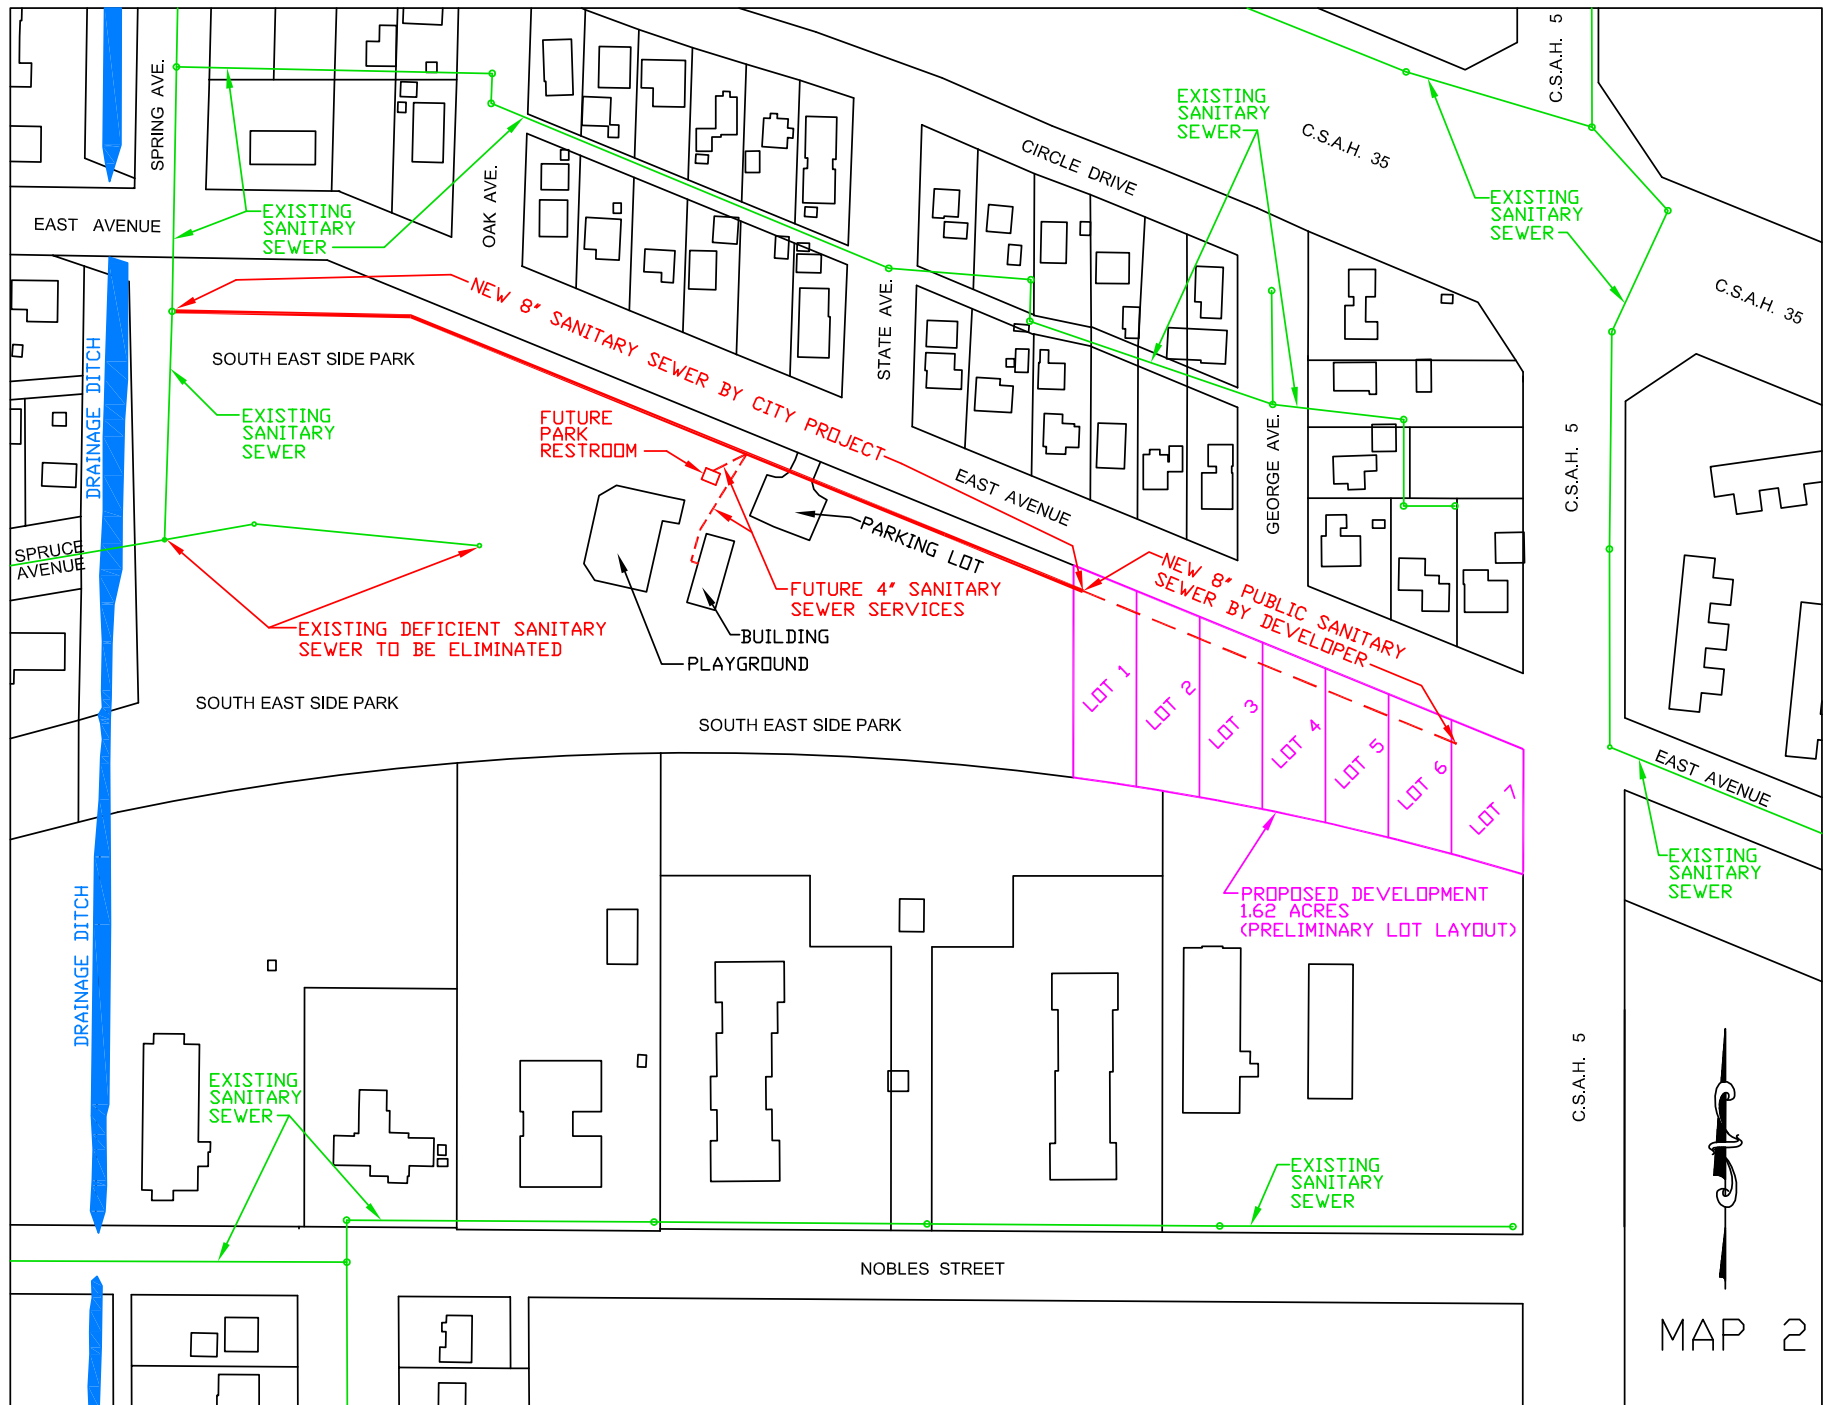 C.S.A.H. 5
SPRING AVE.
EXISTING
SANITARY
SEWER
C.S.A.H. 35
CIRCLE DRIVE
OAK AVE.
EXISTING
SANITARY
SEWER
EXISTING
SANITARY
SEWER
EAST AVENUE
STATE AVE.
C.S.A.H. 35
NEW 8" SANITARY SEWER BY CITY PROJECT
SOUTH EAST SIDE PARK
DRAINAGE DITCH
EXISTING
SANITARY
SEWER
FUTURE
PARK
RESTROOM
GEORGE AVE.
C.S.A.H. 5
EAST AVENUE
PARKING LOT
SPRUCE
AVENUE
NEW 8" PUBLIC SANITARY
SEWER BY DEVELOPER
FUTURE 4" SANITARY
SEWER SERVICES
EXISTING DEFICIENT SANITARY
SEWER TO BE ELIMINATED
BUILDING
PLAYGROUND
SOUTH EAST SIDE PARK
SOUTH EAST SIDE PARK
LOT 1
LOT 2
LOT 3
LOT 4
LOT 5
LOT 6
LOT 7
EAST AVENUE
EXISTING
SANITARY
SEWER
PROPOSED DEVELOPMENT
1.62 ACRES
(PRELIMINARY LOT LAYOUT)
DRAINAGE DITCH
C.S.A.H. 5
EXISTING
SANITARY
SEWER
EXISTING
SANITARY
SEWER
NOBLES STREET
MAP 2